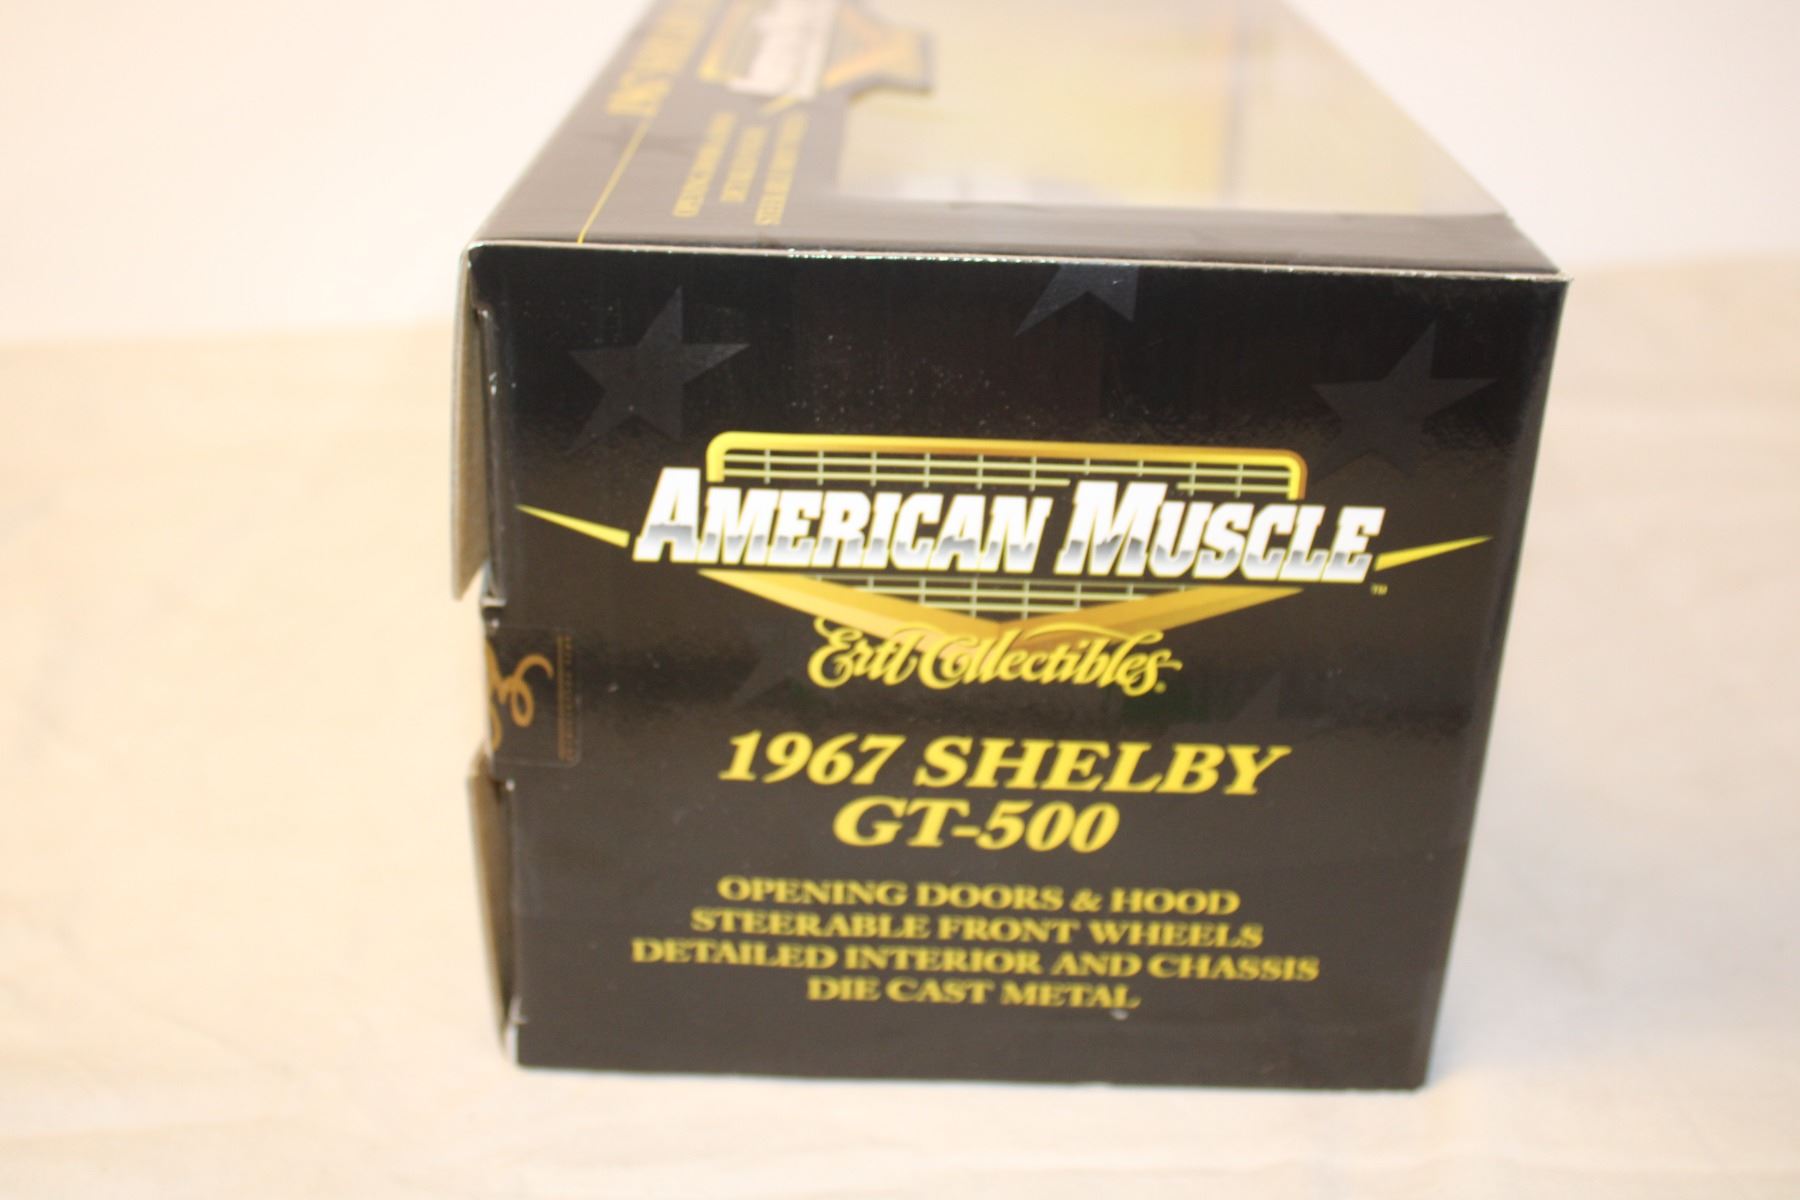 AMERICAN MUSCLE TM
Ertl Collectibles®
1967 SHELBY
GT-500
OPENING DOORS & HOOD
STEERABLE FRONT WHEELS
DETAILED INTERIOR AND CHASSIS
DIE CAST METAL